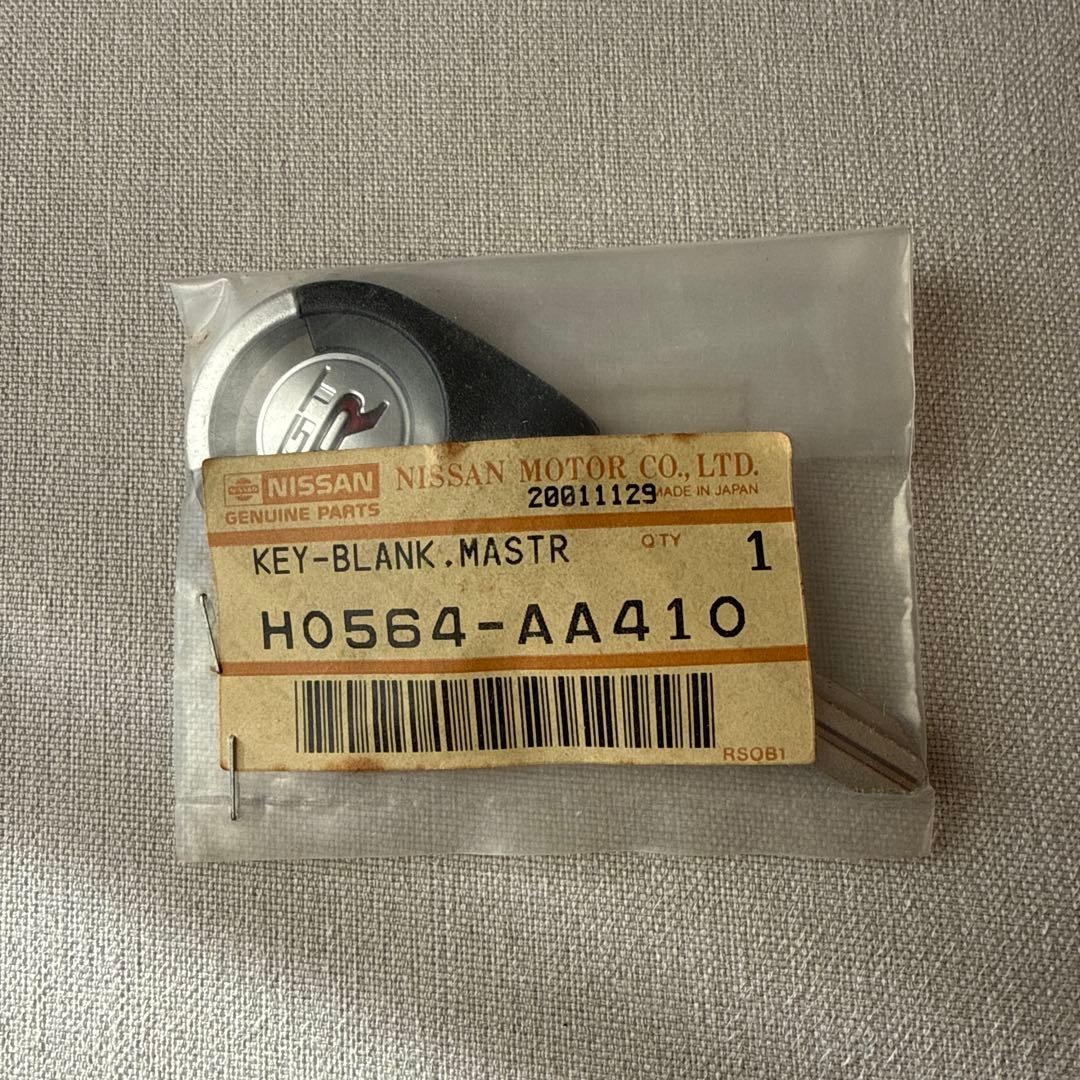 GTR
NISSAN
GENUINE PARTS
NISSAN MOTOR CO., LTD.
20011129 MADE IN JAPAN
KEY-BLANK.MASTR QTY 1
H0564-AA410
RSOB1